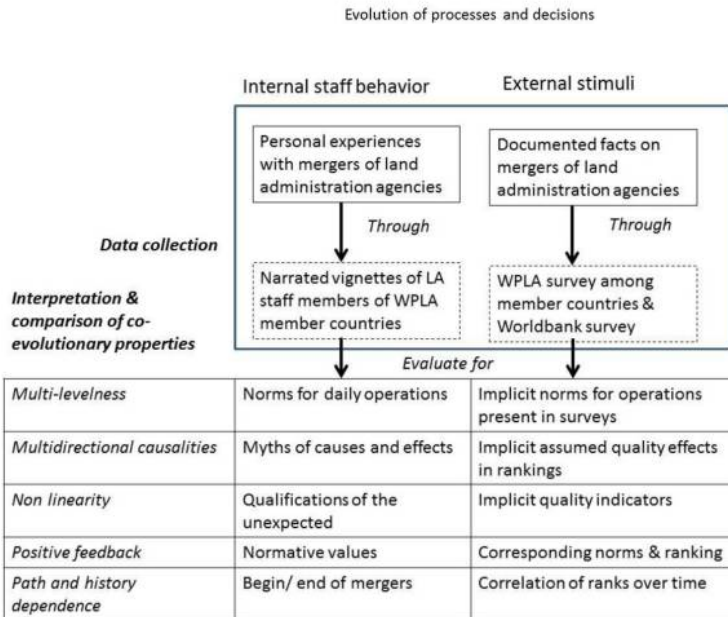 Evolution of processes and decisions
Internal staff behavior
External stimuli
Personal experiences
with mergers of land
administration agencies
Documented facts on
mergers of land
administration agencies
Through
Through
Data collection
Narrated vignettes of LA
staff members of WPLA
member countries
WPLA survey among
member countries &
Worldbank survey
Interpretation &
comparison of co-
evolutionary properties
Evaluate for
Multi-levelness
Norms for daily operations
Implicit norms for operations
present in surveys
Multidirectional causalities
Myths of causes and effects
Implicit assumed quality effects
in rankings
Non linearity
Qualifications of the
unexpected
Implicit quality indicators
Positive feedback
Normative values
Corresponding norms & ranking
Path and history
dependence
Begin/ end of mergers
Correlation of ranks over time